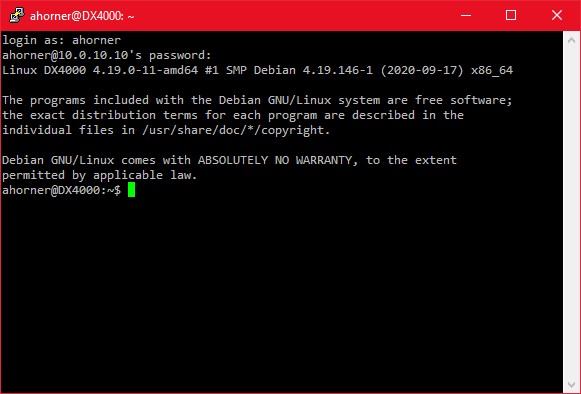 ahorner@DX4000: ~
login as: ahorner
ahorner@10.0.10.10's password:
Linux DX4000 4.19.0-11-amd64 #1 SMP Debian 4.19.146-1 (2020-09-17) x86_64
The programs included with the Debian GNU/Linux system are free software;
the exact distribution terms for each program are described in the
individual files in /usr/share/doc/*/copyright.
Debian GNU/Linux comes with ABSOLUTELY NO WARRANTY, to the extent
permitted by applicable law.
ahorner@DX4000:~$